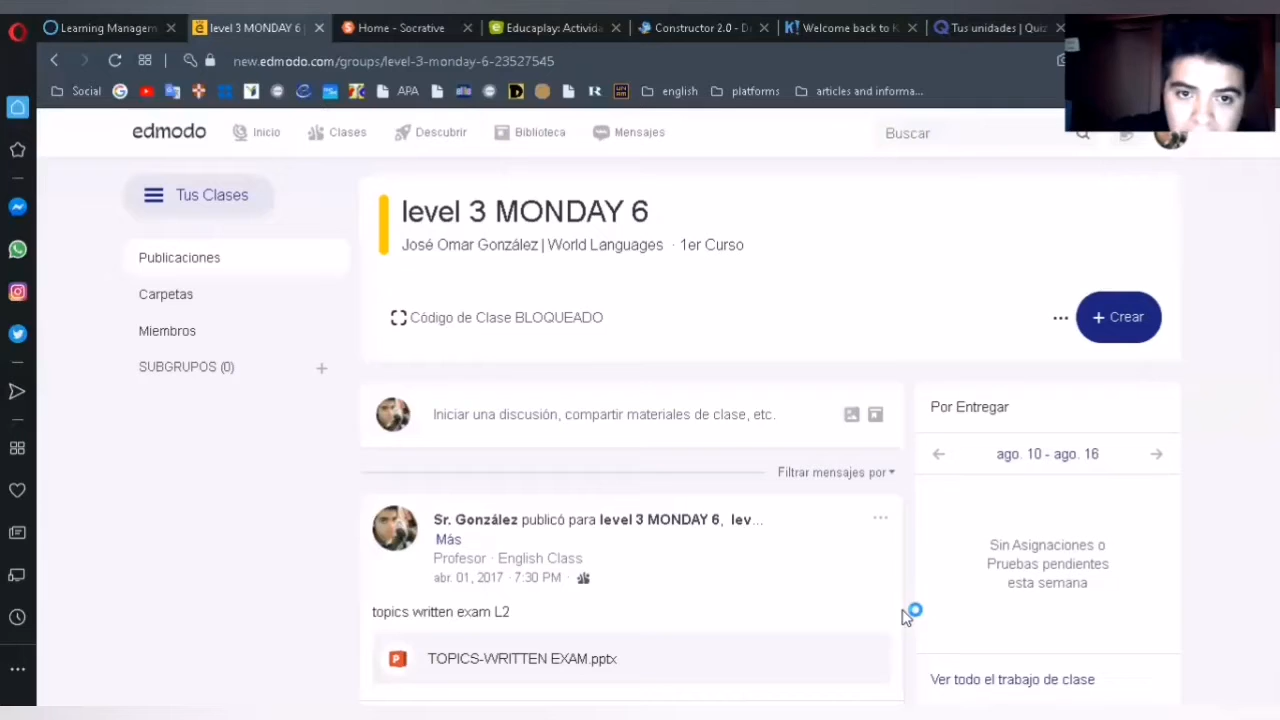 Learning Managem
level 3 MONDAY 6
Home - Socrative
Educaplay: Activida
Constructor 2.0 - D
Welcome back to K
Tus unidades | Quiz
new.edmodo.com/groups/level-3-monday-6-23527545
Social
APA
english
platforms
articles and informa...
edmodo
Inicio
Clases
Descubrir
Biblioteca
Mensajes
Buscar
Tus Clases
Publicaciones
Carpetas
Miembros
SUBGRUPOS (0)
level 3 MONDAY 6
José Omar González | World Languages · 1er Curso
Código de Clase BLOQUEADO
+ Crear
Iniciar una discusión, compartir materiales de clase, etc.
Filtrar mensajes por
Sr. González publicó para level 3 MONDAY 6, lev...
Más
Profesor · English Class
abr. 01, 2017 · 7:30 PM ·
topics written exam L2
TOPICS-WRITTEN EXAM.pptx
Por Entregar
ago. 10 - ago. 16
Sin Asignaciones o
Pruebas pendientes
esta semana
Ver todo el trabajo de clase